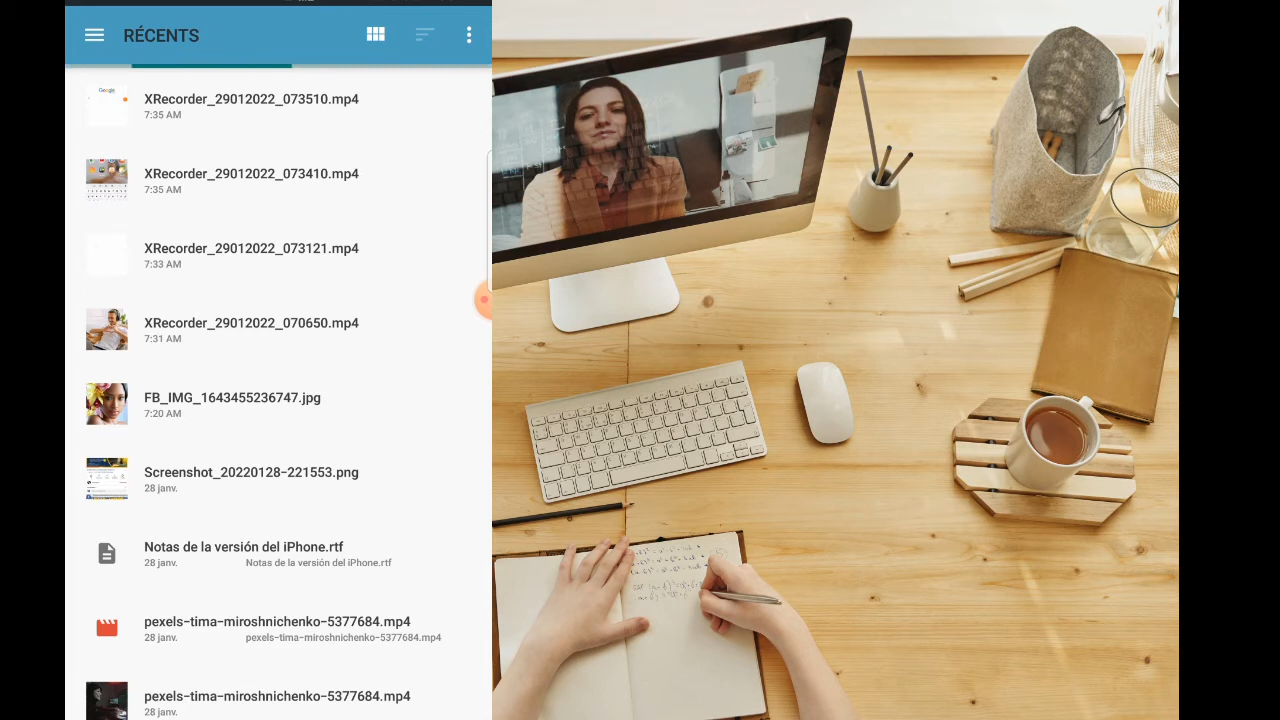 RÉCENTS
Google
XRecorder_29012022_073510.mp4
7:35 AM
XRecorder_29012022_073410.mp4
7:35 AM
XRecorder_29012022_073121.mp4
7:33 AM
XRecorder_29012022_070650.mp4
7:31 AM
FB_IMG_1643455236747.jpg
7:20 AM
Screenshot_20220128-221553.png
28 janv.
Notas de la versión del iPhone.rtf
28 janv. Notas de la versión del iPhone.rtf
pexels-tima-miroshnichenko-5377684.mp4
28 janv. pexels-tima-miroshnichenko-5377684.mp4
pexels-tima-miroshnichenko-5377684.mp4
28 janv.